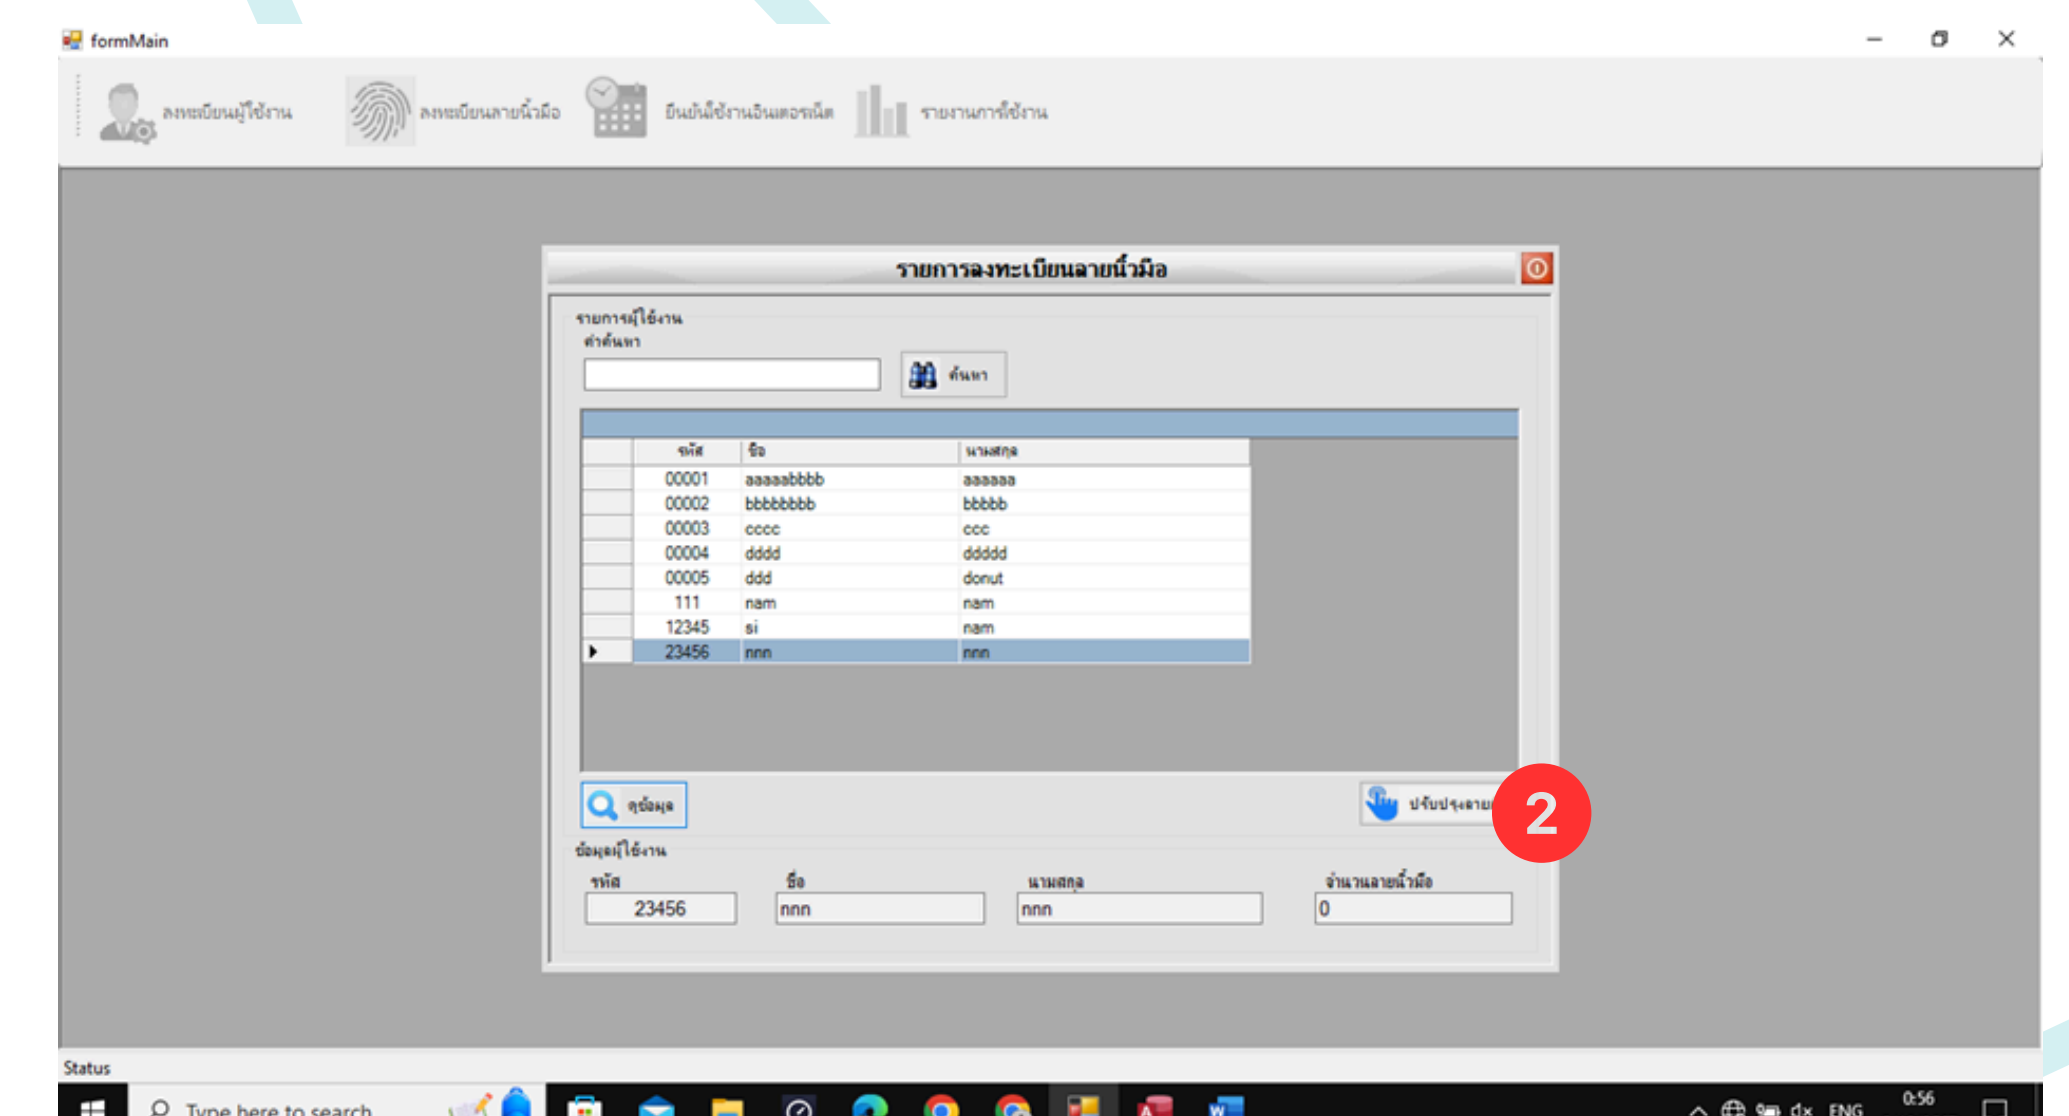 formMain
ลงทะเบียนผู้ใช้งาน ลงทะเบียนลายนิ้วมือ ยืนยันใช้งานอินเตอรเน็ต รายงานการใช้งาน
รายการลงทะเบียนลายนิ้วมือ
รายการผู้ใช้งาน
คำค้นหา
ค้นหา
รหัส ชื่อ นามสกุล
00001 aaaaabbbb aaaaaa
00002 bbbbbbbb bbbbb
00003 cccc ccc
00004 dddd ddddd
00005 ddd donut
111 nam nam
12345 si nam
23456 nnn nnn
ดูข้อมูล ปรับปรุงลาย 2
ข้อมูลผู้ใช้งาน
รหัส ชื่อ นามสกุล จำนวนลายนิ้วมือ
23456 nnn nnn 0
Status
Type here to search ENG 0:56